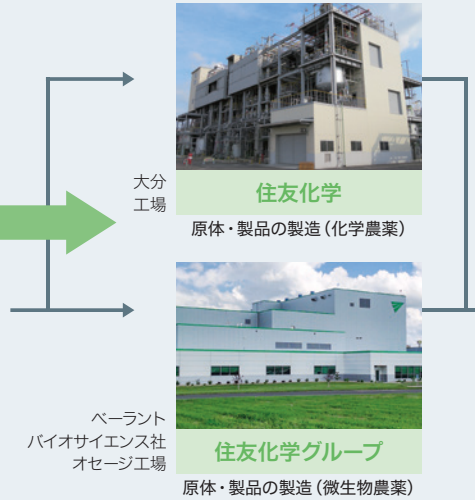 大分
工場
住友化学
原体・製品の製造(化学農薬)
ベーラント
バイオサイエンス社
オセージ工場
住友化学グループ
原体・製品の製造(微生物農薬)